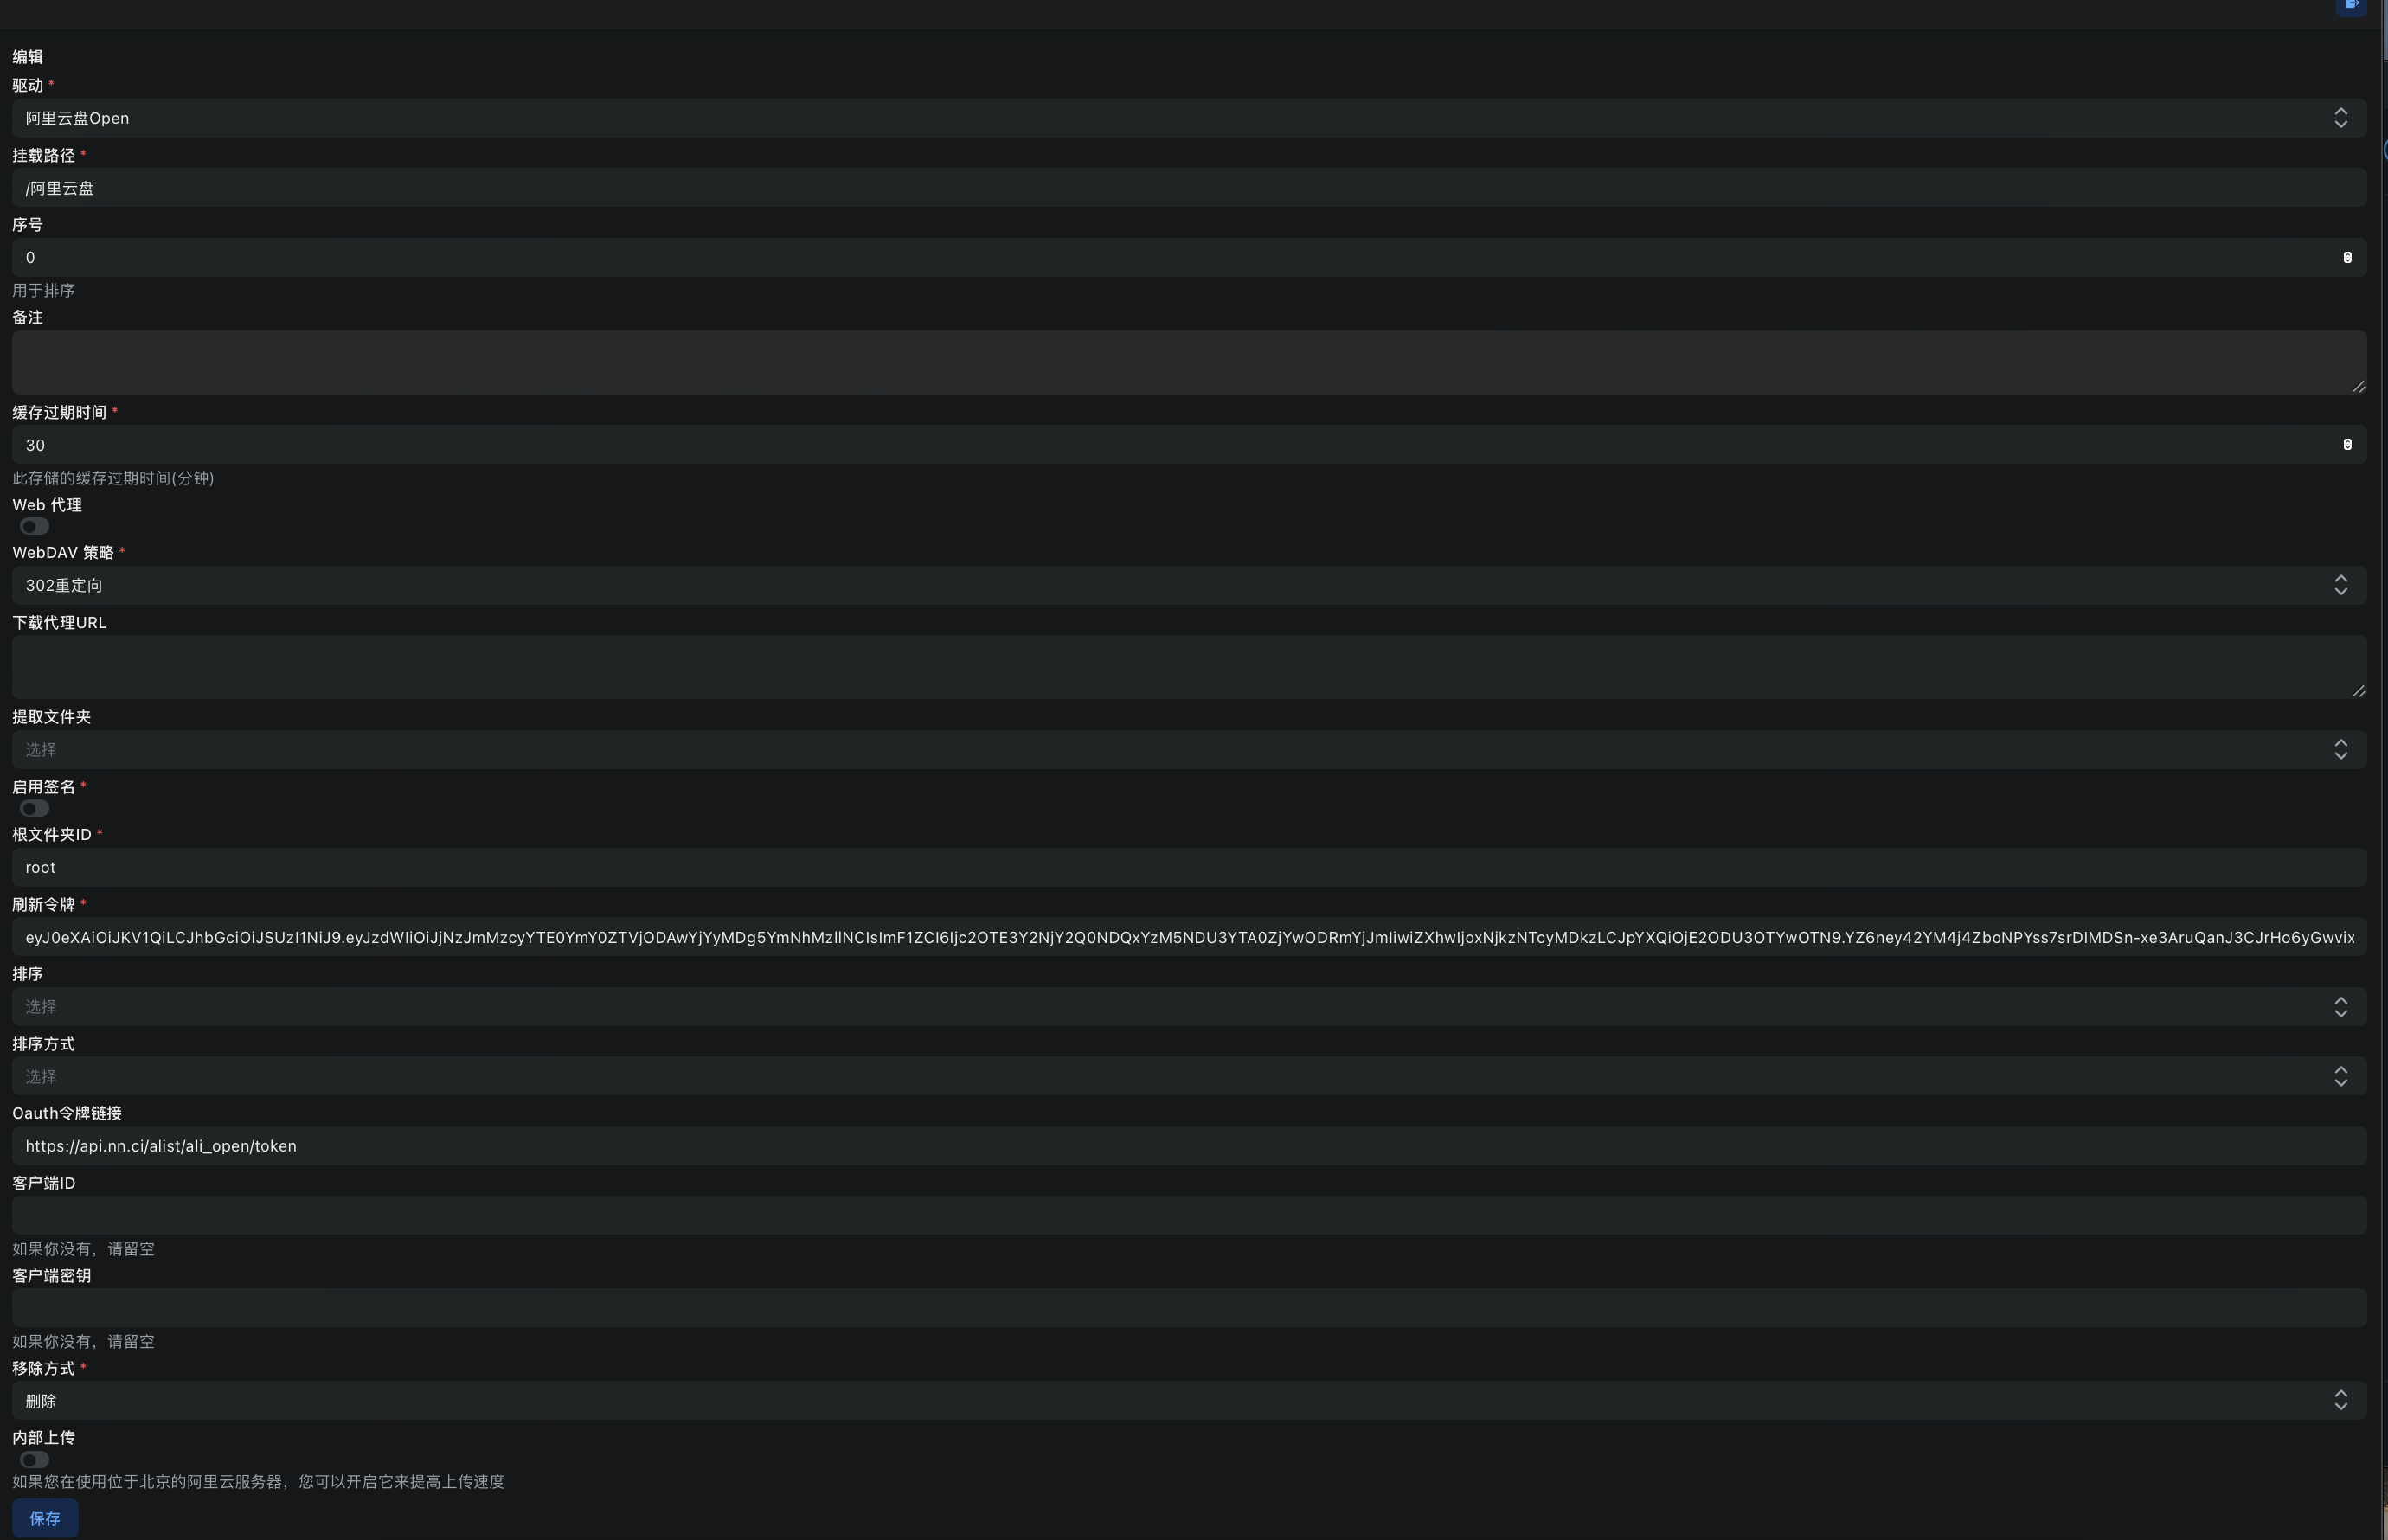 编辑
驱动 *
阿里云盘Open
挂载路径 *
/阿里云盘
序号
0
用于排序
备注
缓存过期时间 *
30
此存储的缓存过期时间(分钟)
Web 代理
WebDAV 策略 *
302重定向
下载代理URL
提取文件夹
选择
启用签名 *
根文件夹ID *
root
刷新令牌 *
eyJ0eXAiOiJKV1QiLCJhbGciOiJSUzI1NiJ9.eyJzdWIiOiJjNzJmMzcyYTE0YmY0ZTVjODAwYjYyMDg5YmNhMzllNCIsImF1ZCI6Ijc2OTE3Y2NjY2Q0NDQxYzM5NDU3YTA0ZjYwODRmYjJmIiwiZXhwIjoxNjkzNTcyMDkzLCJpYXQiOjE2ODU3OTYwOTN9.YZ6ney42YM4j4ZboNPYss7srDIMDSn-xe3AruQanJ3CJrHo6yGwvix
排序
选择
排序方式
选择
Oauth令牌链接
https://api.nn.ci/alist/ali_open/token
客户端ID
如果你没有，请留空
客户端密钥
如果你没有，请留空
移除方式 *
删除
内部上传
如果您在使用位于北京的阿里云服务器，您可以开启它来提高上传速度
保存